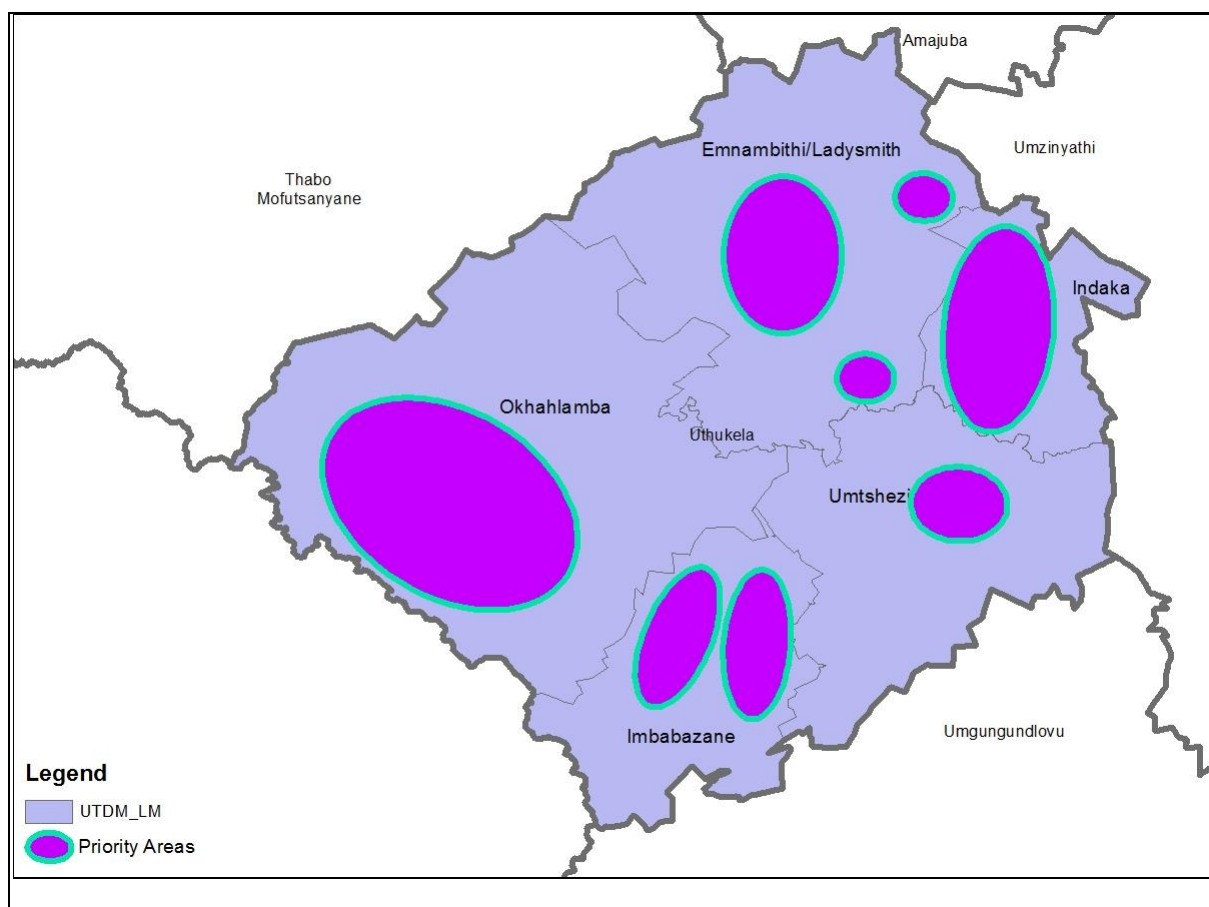 Amajuba
Emnambithi/Ladysmith
Umzinyathi
Thabo
Mofutsanyane
Indaka
Okhahlamba
Uthukela
Umtshezi
Imbabazane
Umgungundlovu
Legend
UTDM_LM
Priority Areas